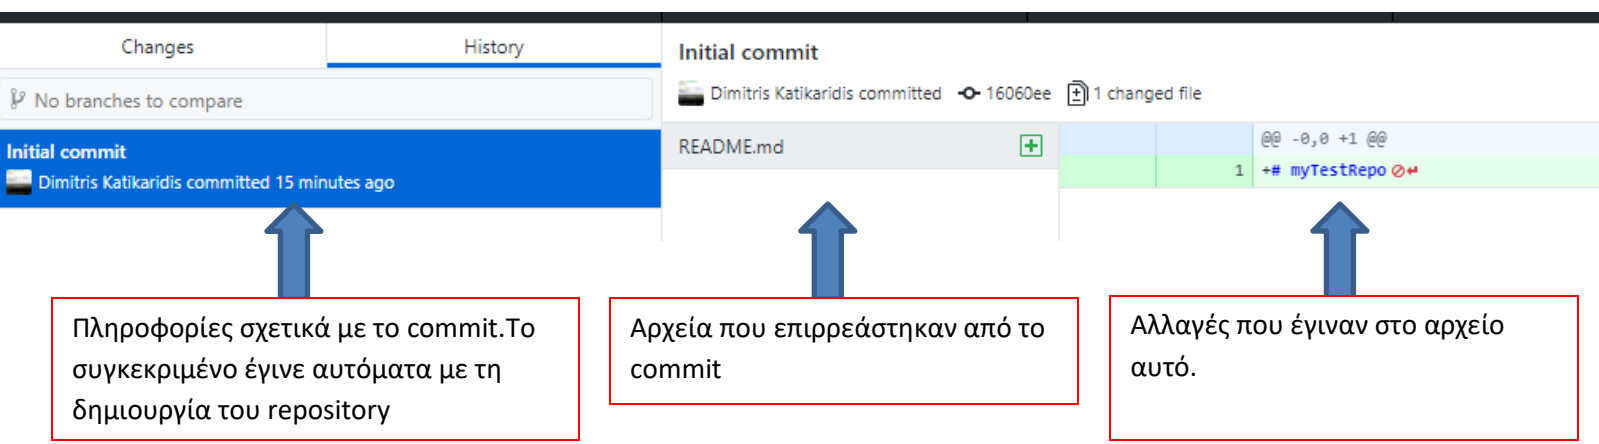 Changes
History
No branches to compare
Initial commit
Dimitris Katikaridis committed 15 minutes ago
Initial commit
Dimitris Katikaridis committed 16060ee 1 changed file
README.md
@@ -0,0 +1 @@
1 +# myTestRepo
Πληροφορίες σχετικά με το commit.Το
συγκεκριμένο έγινε αυτόματα με τη
δημιουργία του repository
Αρχεία που επιρρεάστηκαν από το
commit
Αλλαγές που έγιναν στο αρχείο
αυτό.